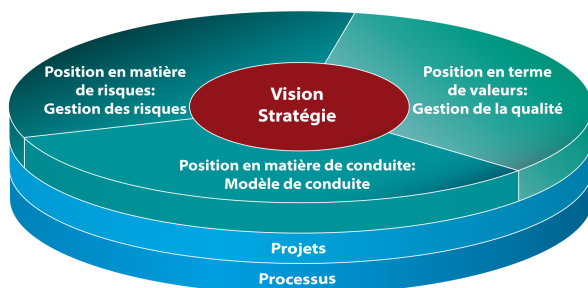 Position en matière
de risques:
Gestion des risques
Vision
Stratégie
Position en terme
de valeurs:
Gestion de la qualité
Position en matière de conduite:
Modèle de conduite
Projets
Processus